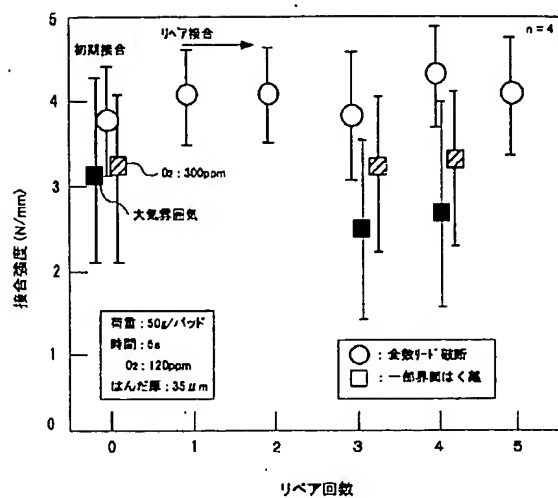 5
4
3
2
1
0
接合強度(N/mm)
初期接合
リペア接合
n=4
O₂:300ppm
大気雰囲気
荷重:50g/パッド
時間:6s
O₂:120ppm
はんだ厚:35μm
○:全数リード破断
□:一部界面はく離
0 1 2 3 4 5
リペア回数